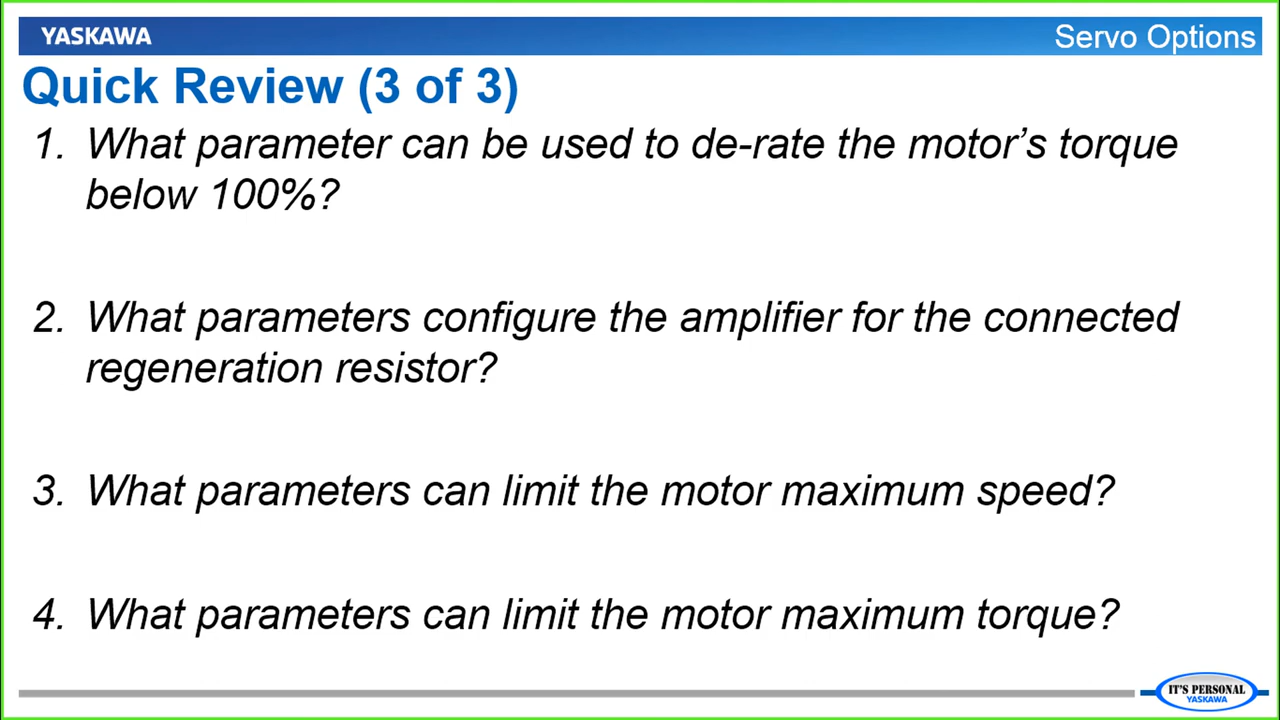 YASKAWA
Servo Options
Quick Review (3 of 3)
1. What parameter can be used to de-rate the motor’s torque
below 100%?
2. What parameters configure the amplifier for the connected
regeneration resistor?
3. What parameters can limit the motor maximum speed?
4. What parameters can limit the motor maximum torque?
IT'S PERSONAL
YASKAWA